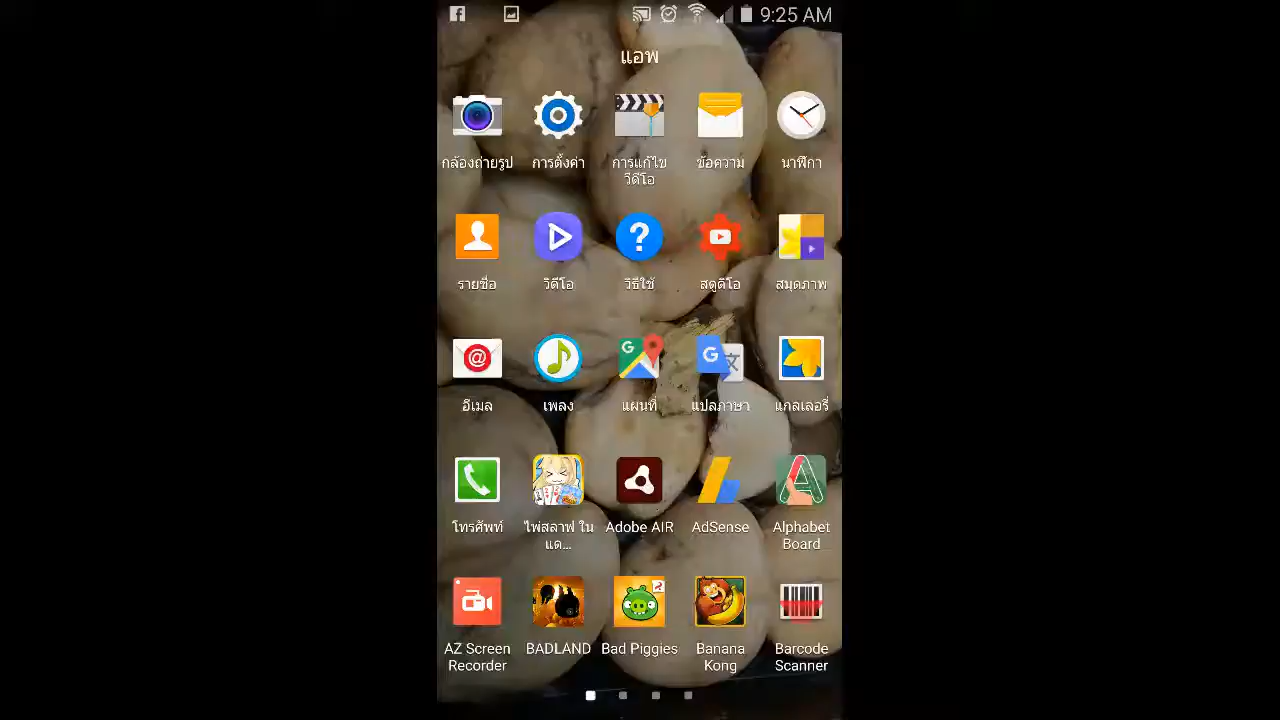 9:25 AM
แอพ
กล้องถ่ายรูป
การตั้งค่า
การแก้ไข
วีดีโอ
ข้อความ
นาฬิกา
รายชื่อ
วิดีโอ
วิธีใช้
สตูดิโอ
สมุดภาพ
อีเมล
เพลง
แผนที่
แปลภาษา
แกลเลอรี่
โทรศัพท์
ไพ่สลาฟ ใน
แด...
Adobe AIR
AdSense
Alphabet
Board
AZ Screen
Recorder
BADLAND
Bad Piggies
Banana
Kong
Barcode
Scanner